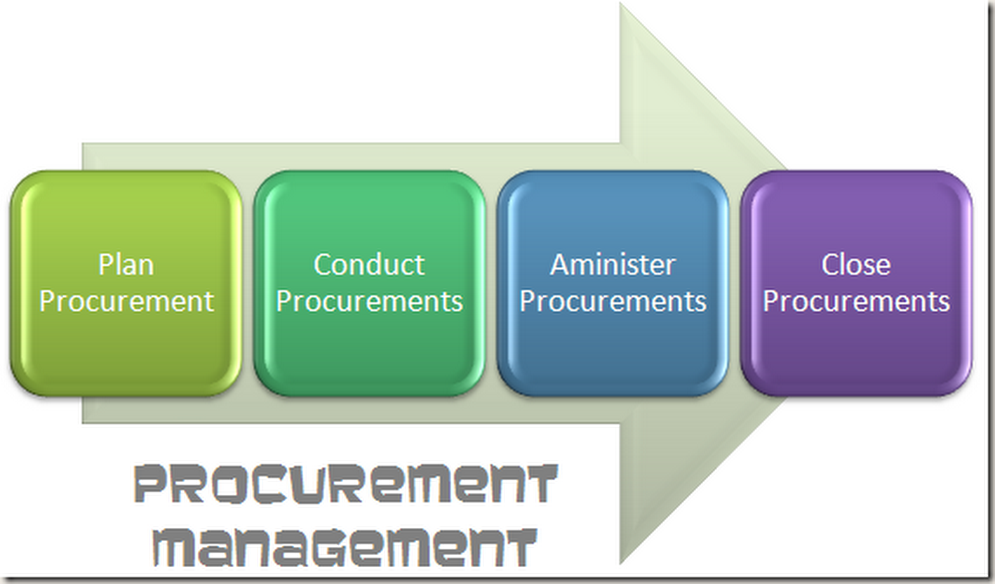 Plan
Procurement
Conduct
Procurements
Aminister
Procurements
Close
Procurements
PROCUREMENT
MANAGEMENT